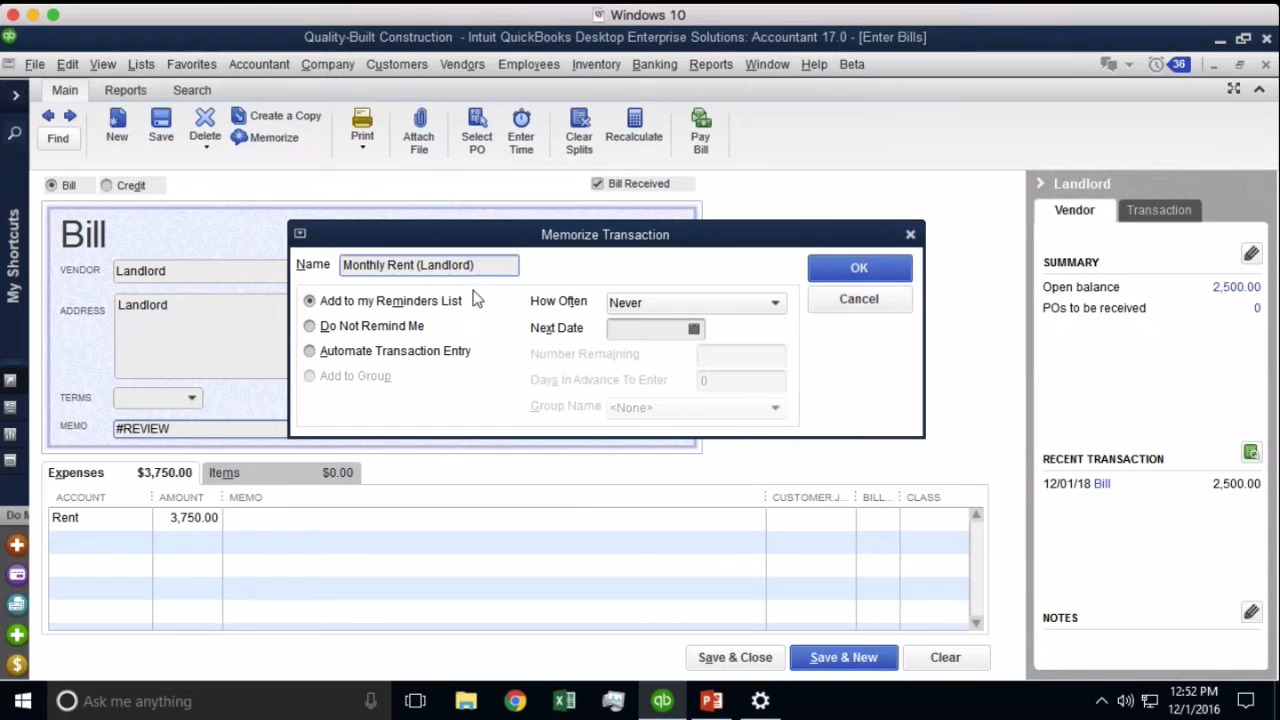 Windows 10
Quality-Built Construction - Intuit QuickBooks Desktop Enterprise Solutions: Accountant 17.0 - [Enter Bills]
File Edit View Lists Favorites Accountant Company Customers Vendors Employees Inventory Banking Reports Window Help Beta 36
Main Reports Search
Find New Save Delete Create a Copy
Memorize
Print Attach File Select PO Enter Time Clear Splits Recalculate Pay Bill
My Shortcuts
Bill Credit Bill Received
Bill
VENDOR Landlord
ADDRESS Landlord
TERMS
MEMO #REVIEW
Memorize Transaction
Name Monthly Rent (Landlord) OK
Cancel
Add to my Reminders List How Often Never
Do Not Remind Me Next Date
Automate Transaction Entry Number Remaining
Add to Group Days In Advance To Enter 0
Group Name <None>
Expenses $3,750.00 Items $0.00
ACCOUNT AMOUNT MEMO CUSTOMER:J... BILL... CLASS
Rent 3,750.00
Save & Close Save & New Clear
Landlord
Vendor Transaction
SUMMARY
Open balance 2,500.00
POs to be received 0
RECENT TRANSACTION
12/01/18 Bill 2,500.00
NOTES
Do M
Ask me anything
12:52 PM
12/1/2016